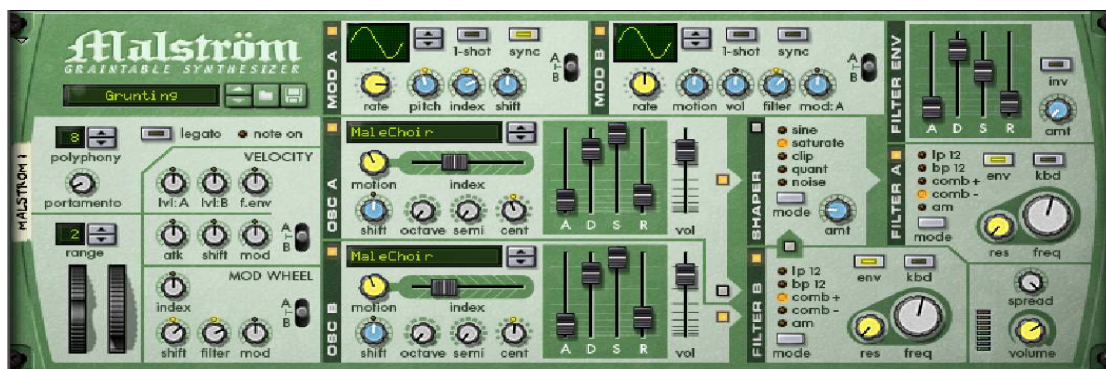 Malström
GRAINTABLE SYNTHESIZER
Grunting
MALSTROM 1
8
polyphony
portamento
2
range
legato
note on
VELOCITY
lvl:A lvl:B f.env
atk shift mod
A
B
MOD WHEEL
index
shift filter mod
A
B
MOD A
1-shot sync
rate pitch index shift
A
B
MOD B
1-shot sync
rate motion vol filter mod:A
A
B
OSC A
MaleChoir
motion index
shift octave semi cent
A D S R vol
OSC B
MaleChoir
motion index
shift octave semi cent
A D S R vol
SHAPER
sine
saturate
clip
quant
noise
mode amt
FILTER ENV
A D S R
inv
amt
FILTER A
lp 12
bp 12
comb +
comb -
am
mode
env kbd
res freq
FILTER B
lp 12
bp 12
comb +
comb -
am
mode
env kbd
res freq
spread
volume